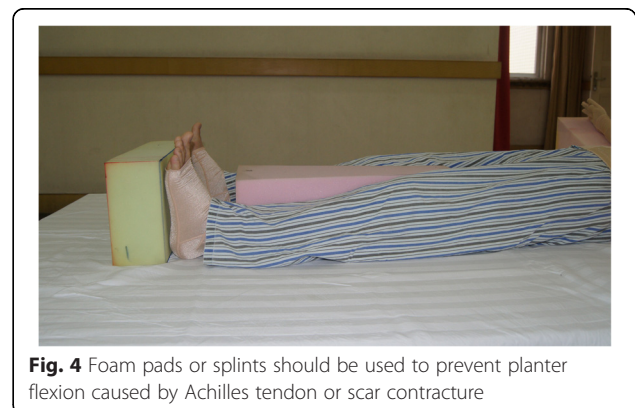 Fig. 4 Foam pads or splints should be used to prevent planter
flexion caused by Achilles tendon or scar contracture